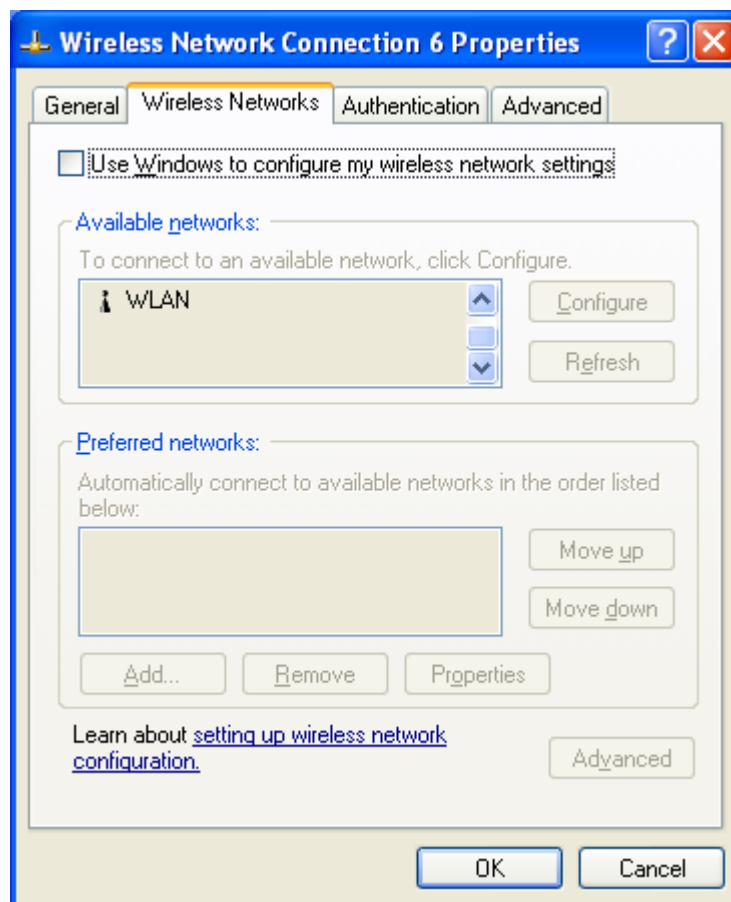 Wireless Network Connection 6 Properties
General Wireless Networks Authentication Advanced
Use Windows to configure my wireless network settings
Available networks:
To connect to an available network, click Configure.
WLAN
Configure
Refresh
Preferred networks:
Automatically connect to available networks in the order listed
below:
Move up
Move down
Add... Remove Properties
Learn about setting up wireless network
configuration.
Advanced
OK Cancel